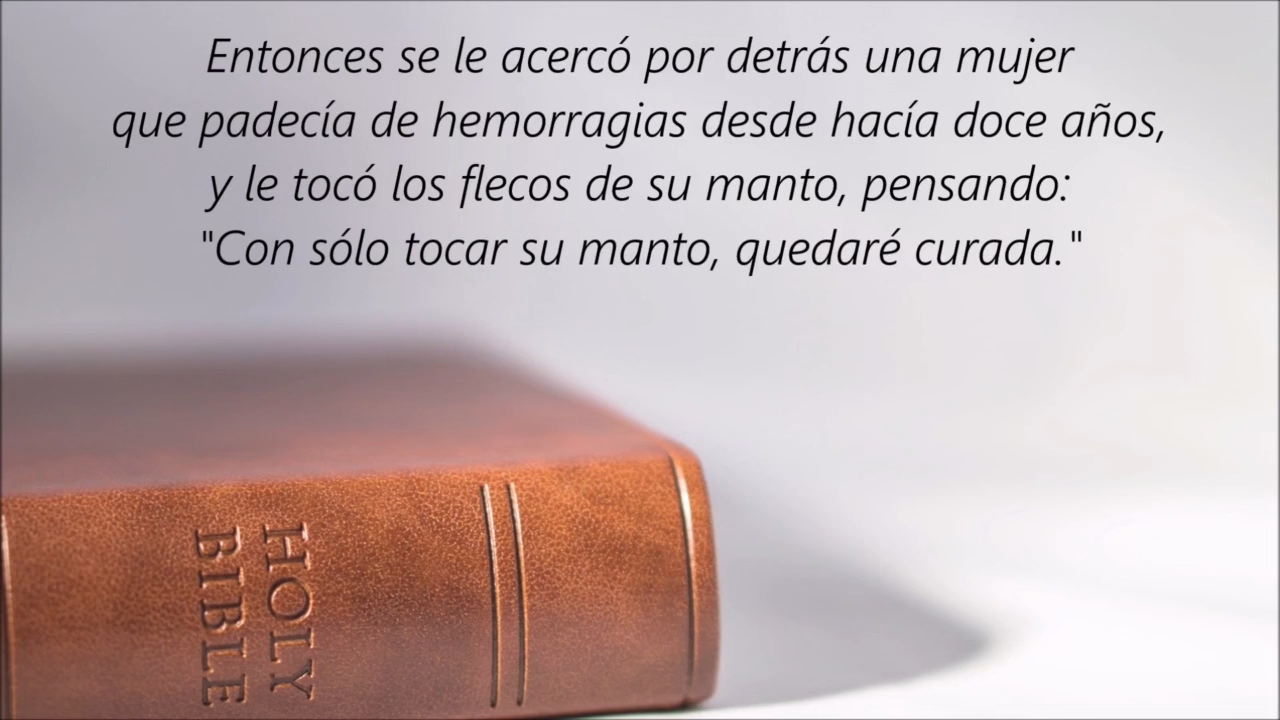 Entonces se le acercó por detrás una mujer
que padecía de hemorragias desde hacía doce años,
y le tocó los flecos de su manto, pensando:
"Con sólo tocar su manto, quedaré curada."
HOLY
BIBLE